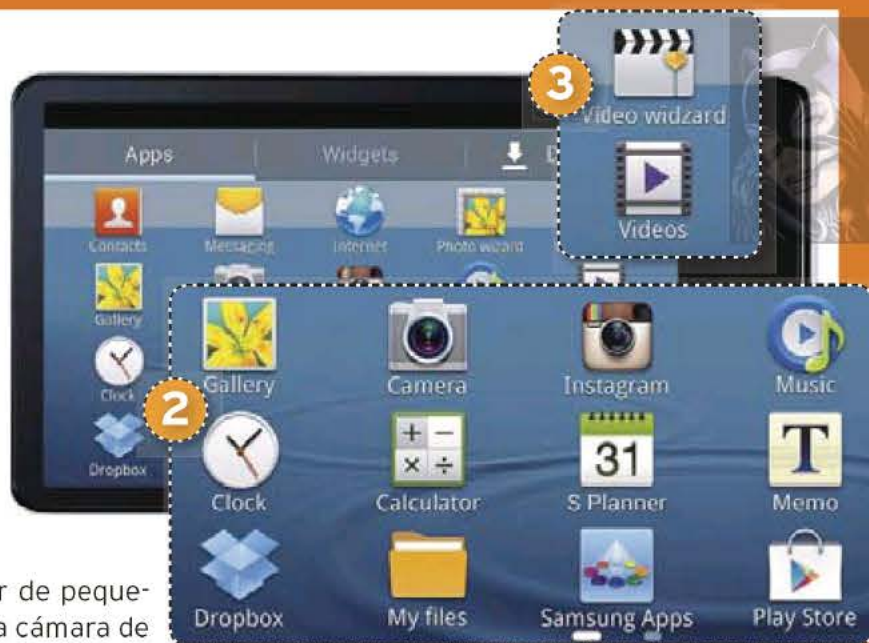 3
Video widzard
Videos
Apps Widgets
Contacts Messaging Internet Photo wizard
Gallery
Clock
Dropbox
2
Gallery Camera Instagram Music
+ − × ÷
31
T
Clock Calculator S Planner Memo
Dropbox My files Samsung Apps Play Store
r de peque-
a cámara de